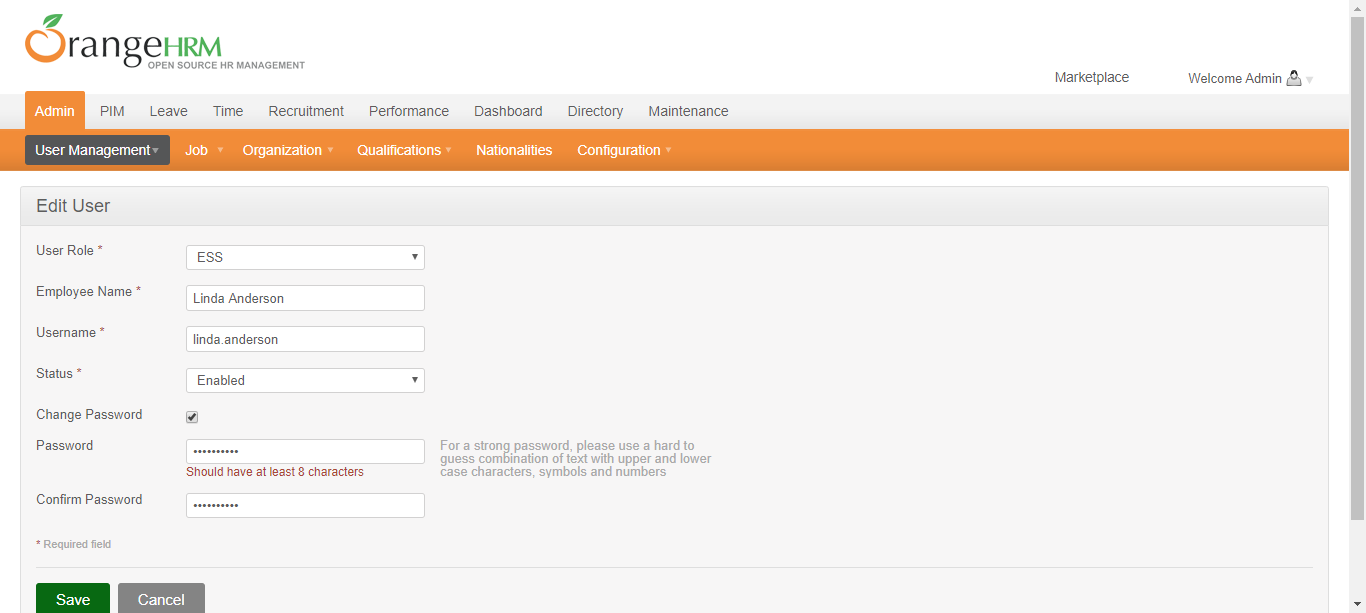 OrangeHRM
OPEN SOURCE HR MANAGEMENT
Marketplace Welcome Admin
Admin PIM Leave Time Recruitment Performance Dashboard Directory Maintenance
User Management Job Organization Qualifications Nationalities Configuration
Edit User
User Role * ESS
Employee Name * Linda Anderson
Username * linda.anderson
Status * Enabled
Change Password
Password ••••••••••
Should have at least 8 characters
For a strong password, please use a hard to
guess combination of text with upper and lower
case characters, symbols and numbers
Confirm Password ••••••••••
* Required field
Save Cancel